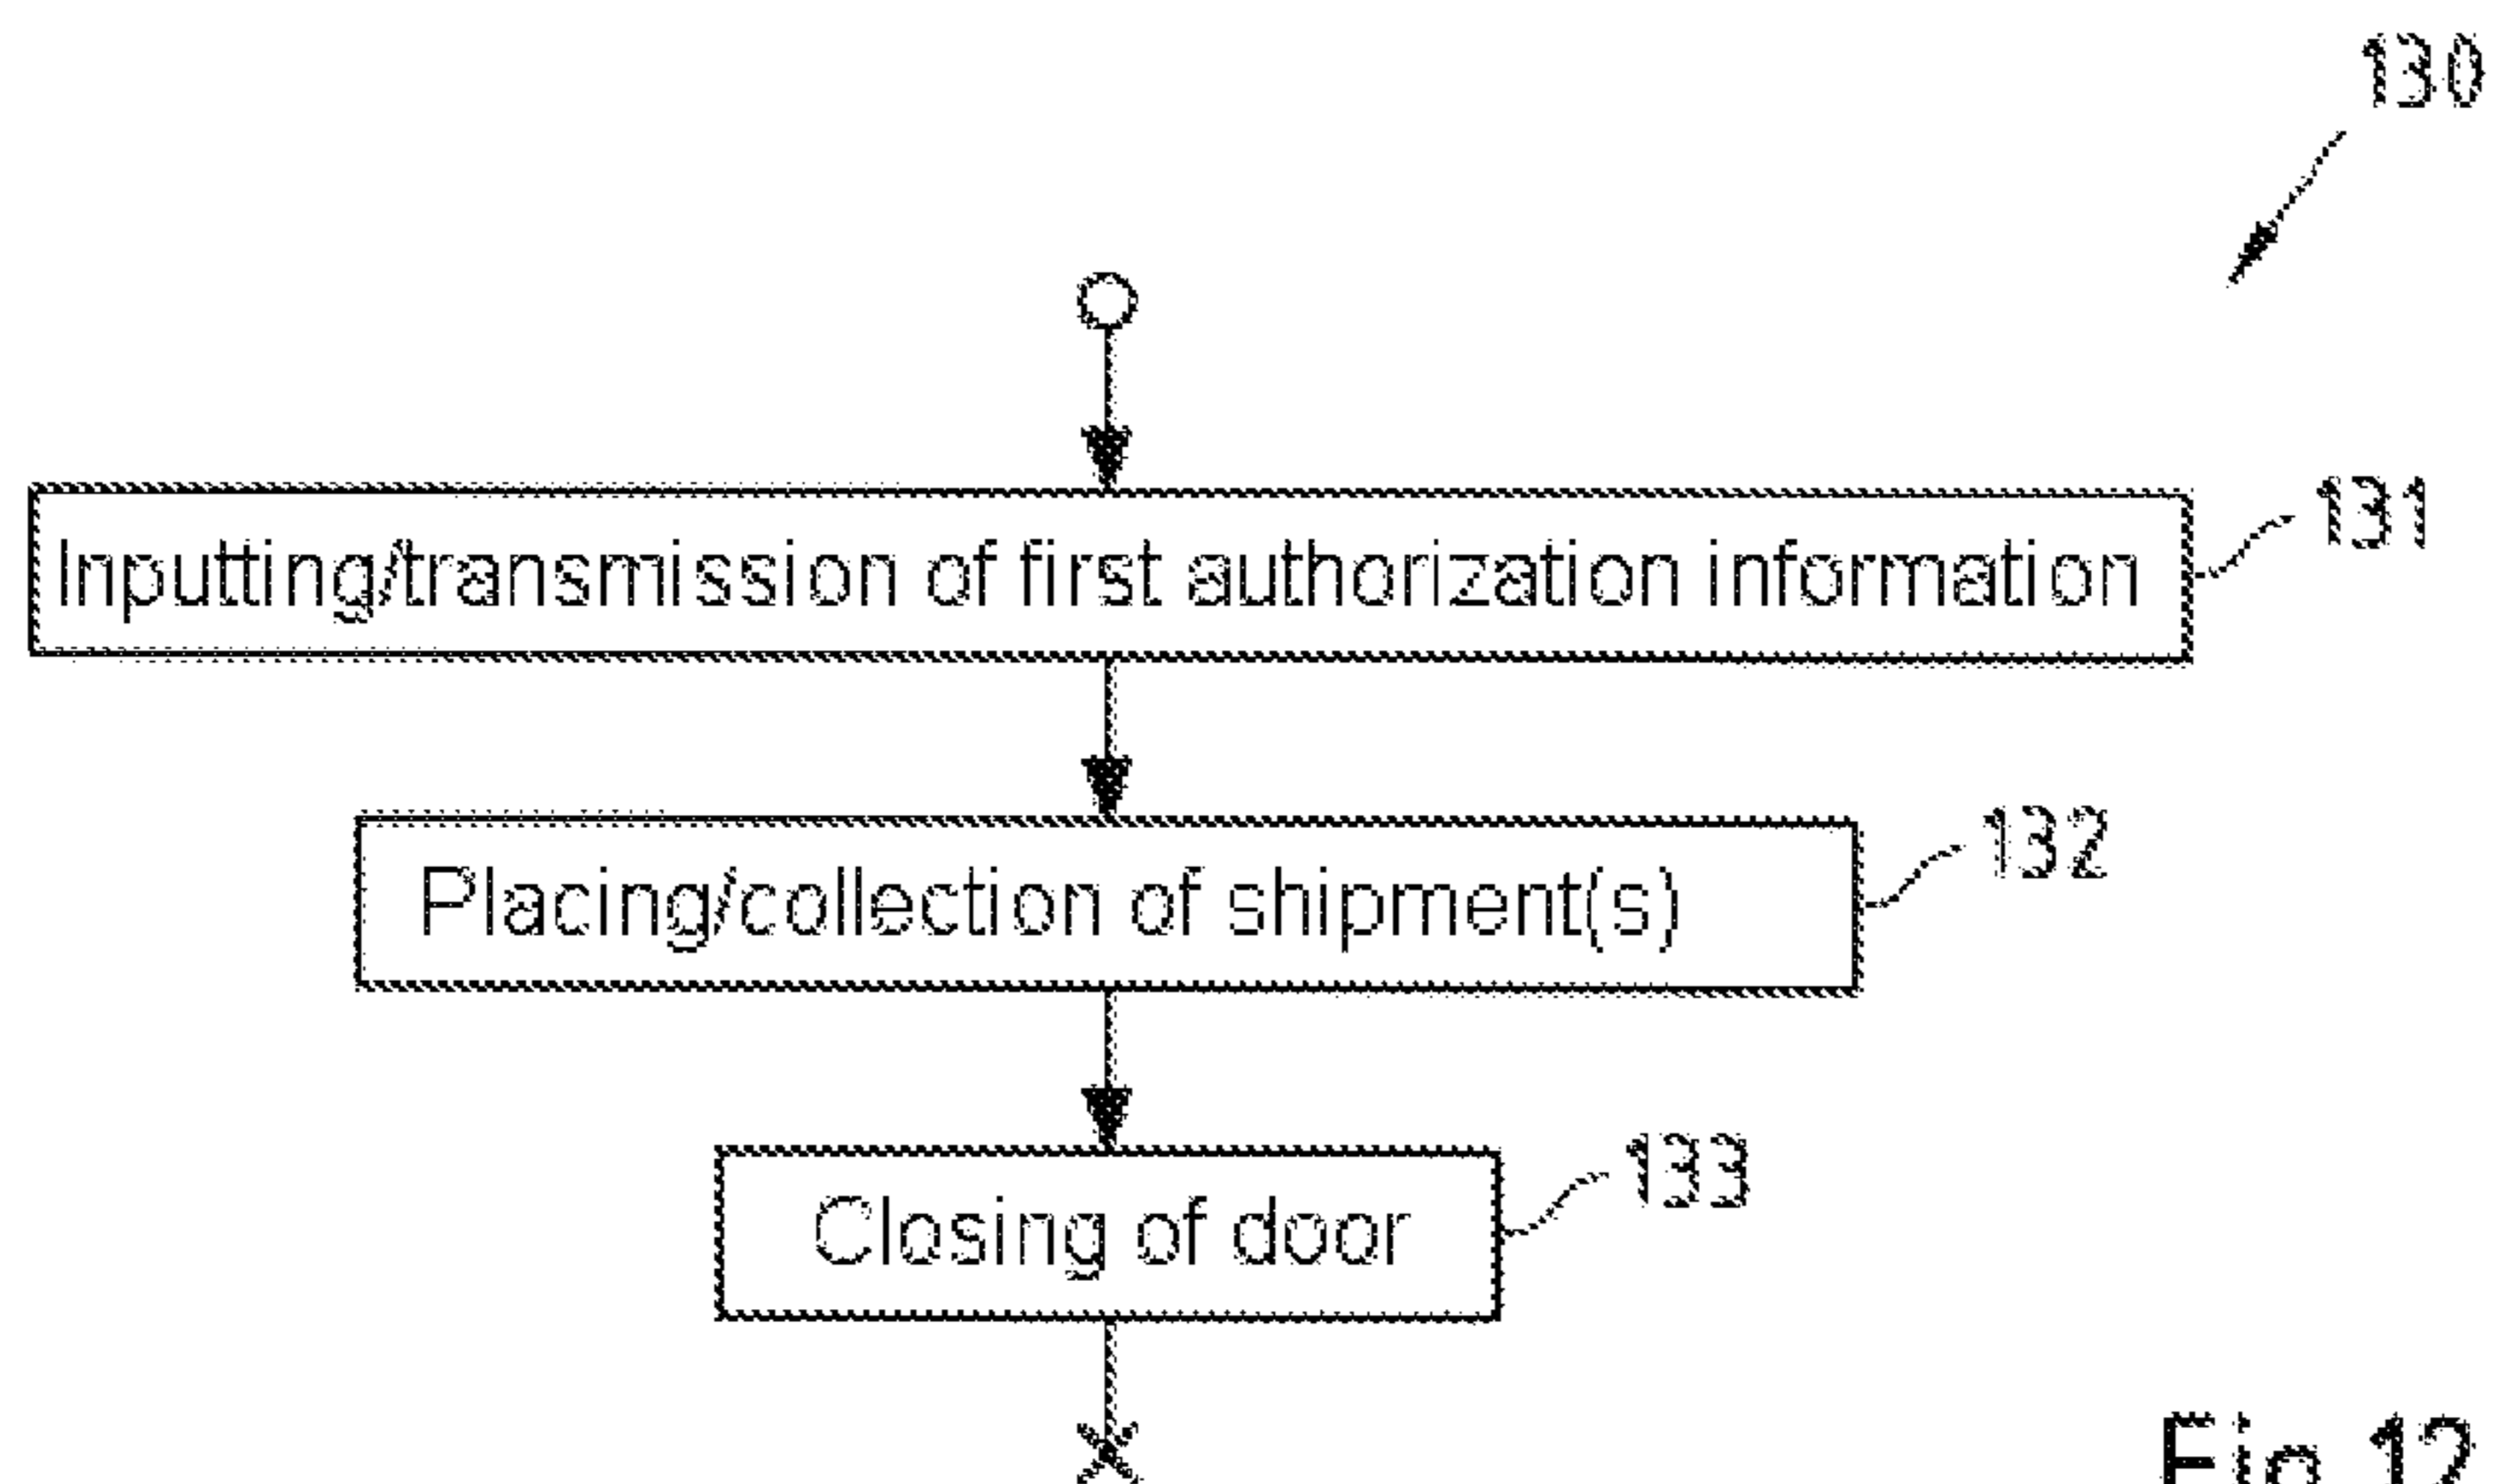 130
Inputting/transmission of first authorization information
131
Placing/collection of shipment(s)
132
Closing of door
133
Fig.12